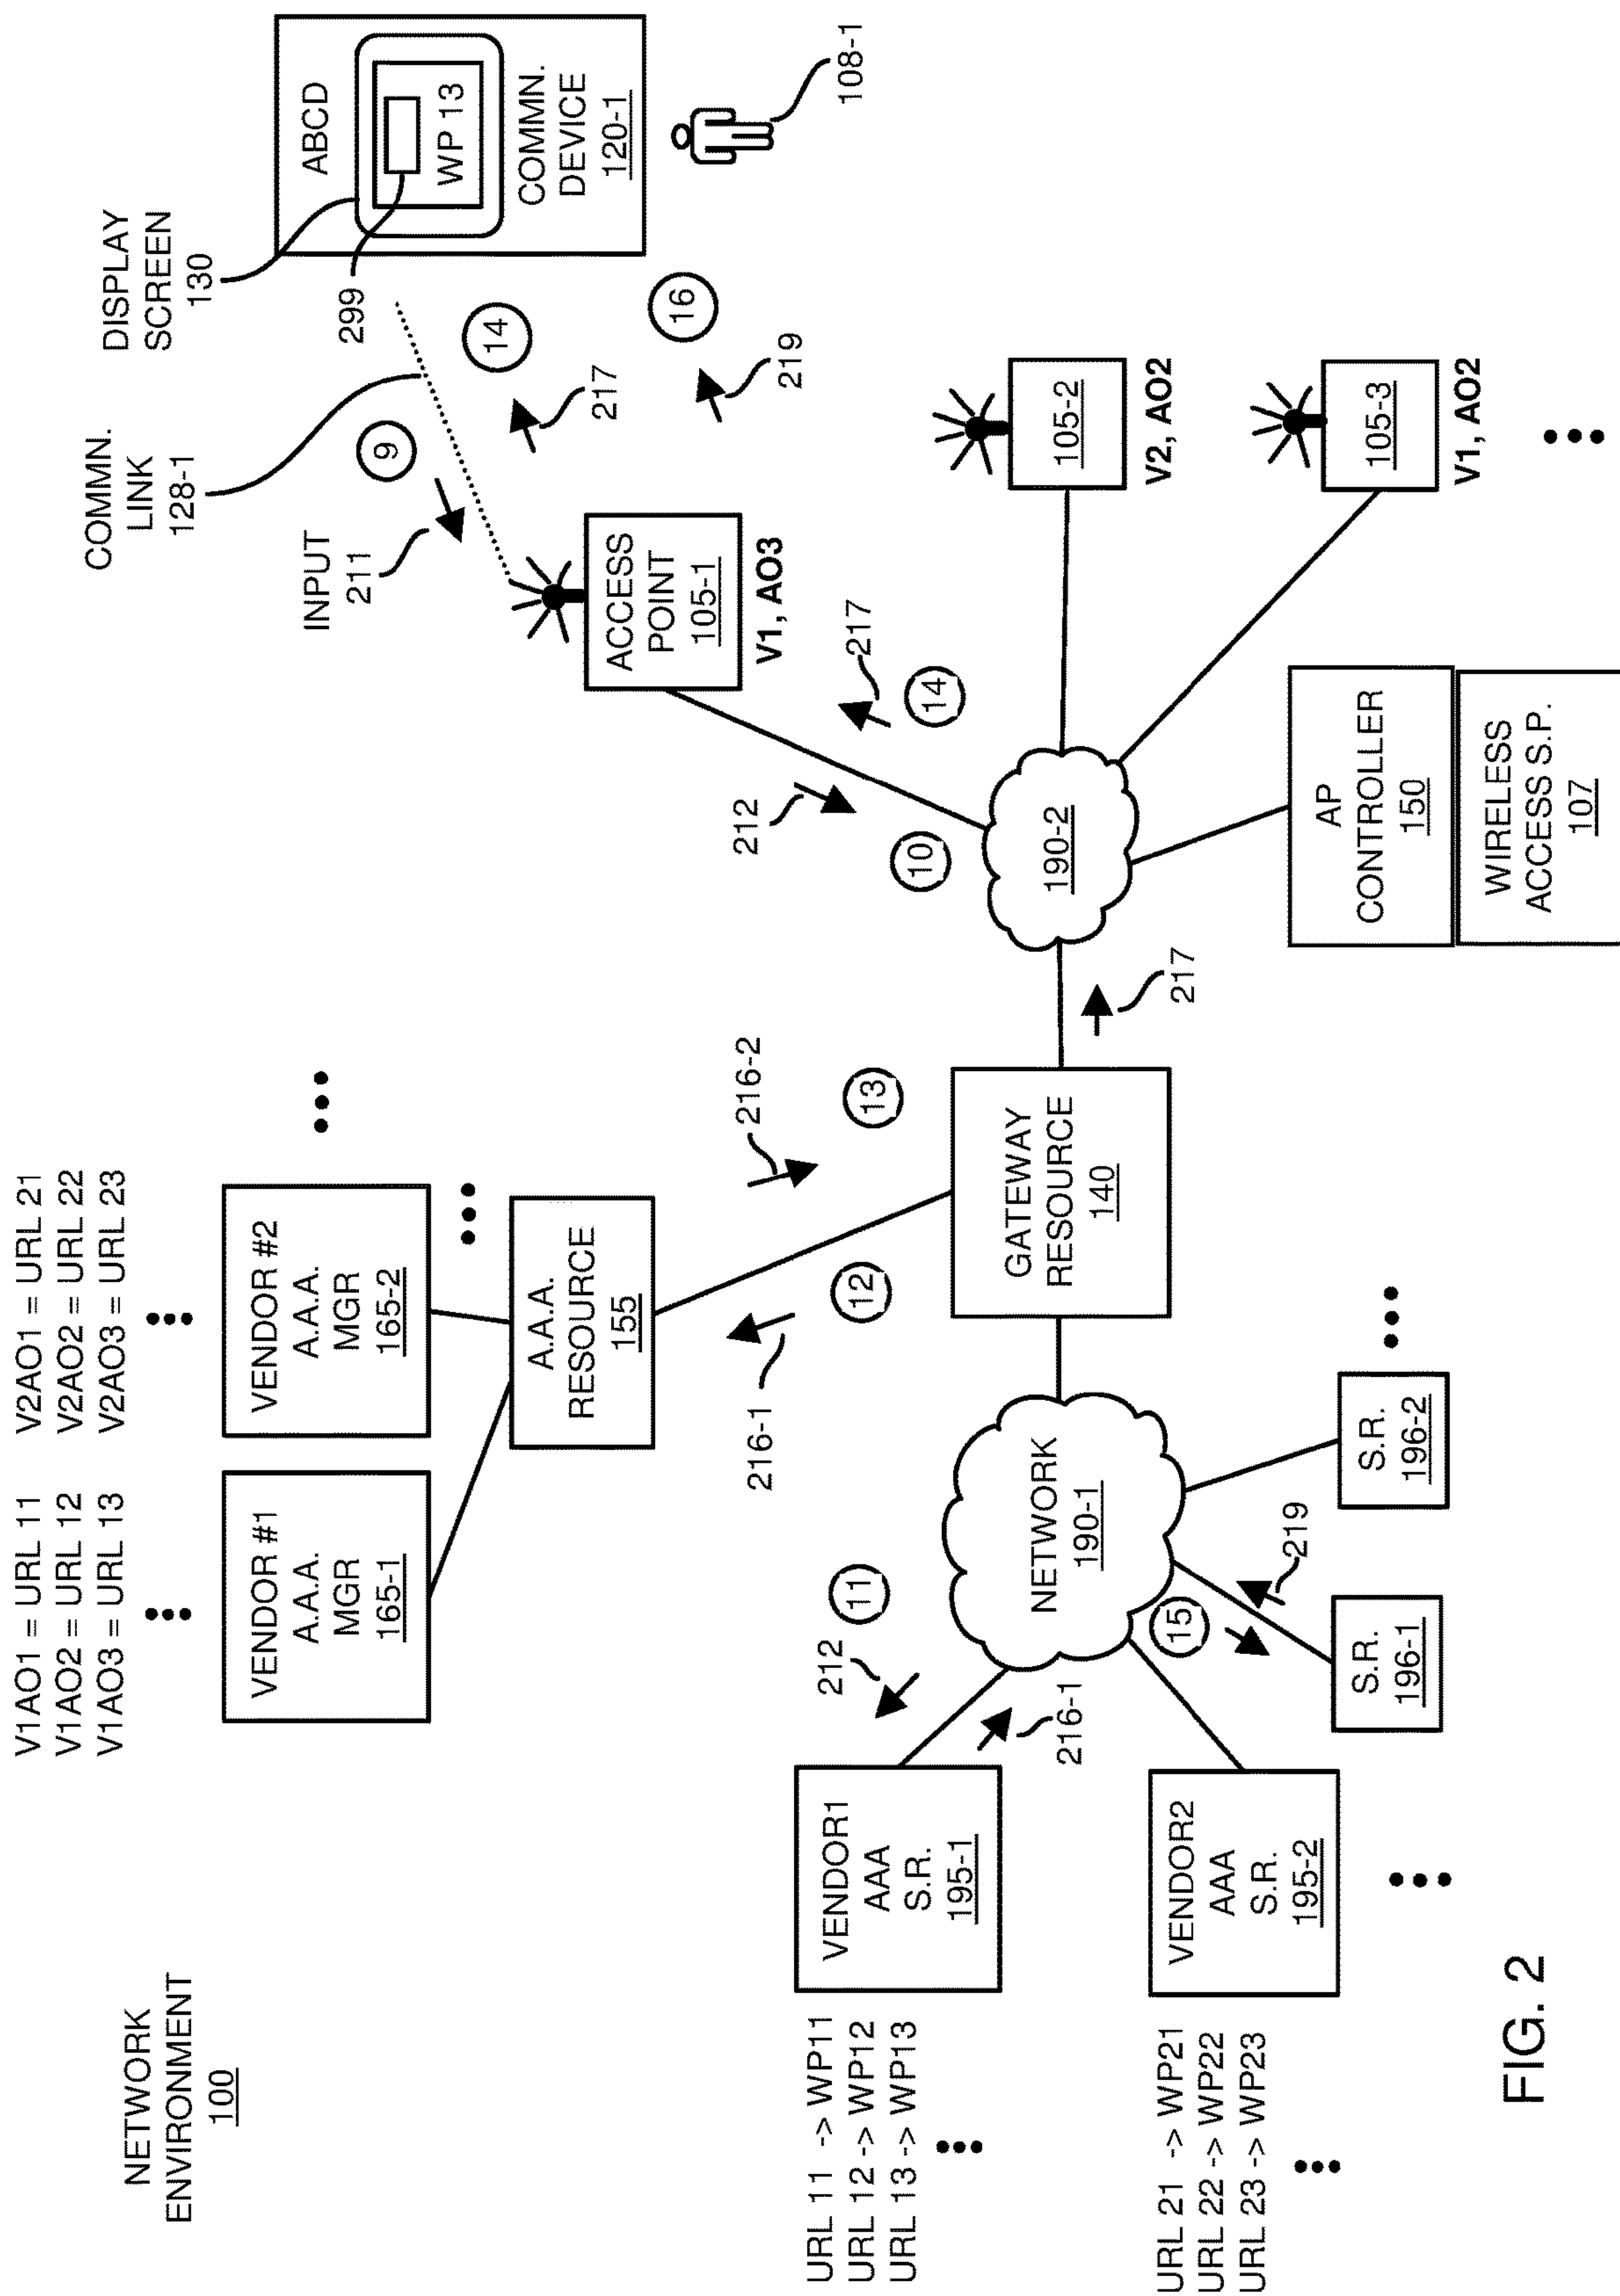 NETWORK
ENVIRONMENT
100
V1AO1 = URL 11
V1AO2 = URL 12
V1AO3 = URL 13
V2AO1 = URL 21
V2AO2 = URL 22
V2AO3 = URL 23
VENDOR #1
A.A.A.
MGR
165-1
VENDOR #2
A.A.A.
MGR
165-2
A.A.A.
RESOURCE
155
216-1
12
216-2
13
COMMN.
LINK
128-1
DISPLAY
SCREEN
130
299
ABCD
WP 13
COMMN.
DEVICE
120-1
108-1
INPUT
211
9
14
217
16
219
ACCESS
POINT
105-1
V1, AO3
212
10
217
14
190-2
105-2
V2, AO2
105-3
V1, AO2
AP
CONTROLLER
150
WIRELESS
ACCESS S.P.
107
217
GATEWAY
RESOURCE
140
NETWORK
190-1
11
212
216-1
15
219
S.R.
196-1
S.R.
196-2
VENDOR1
AAA
S.R.
195-1
VENDOR2
AAA
S.R.
195-2
URL 11 -> WP11
URL 12 -> WP12
URL 13 -> WP13
URL 21 -> WP21
URL 22 -> WP22
URL 23 -> WP23
FIG. 2